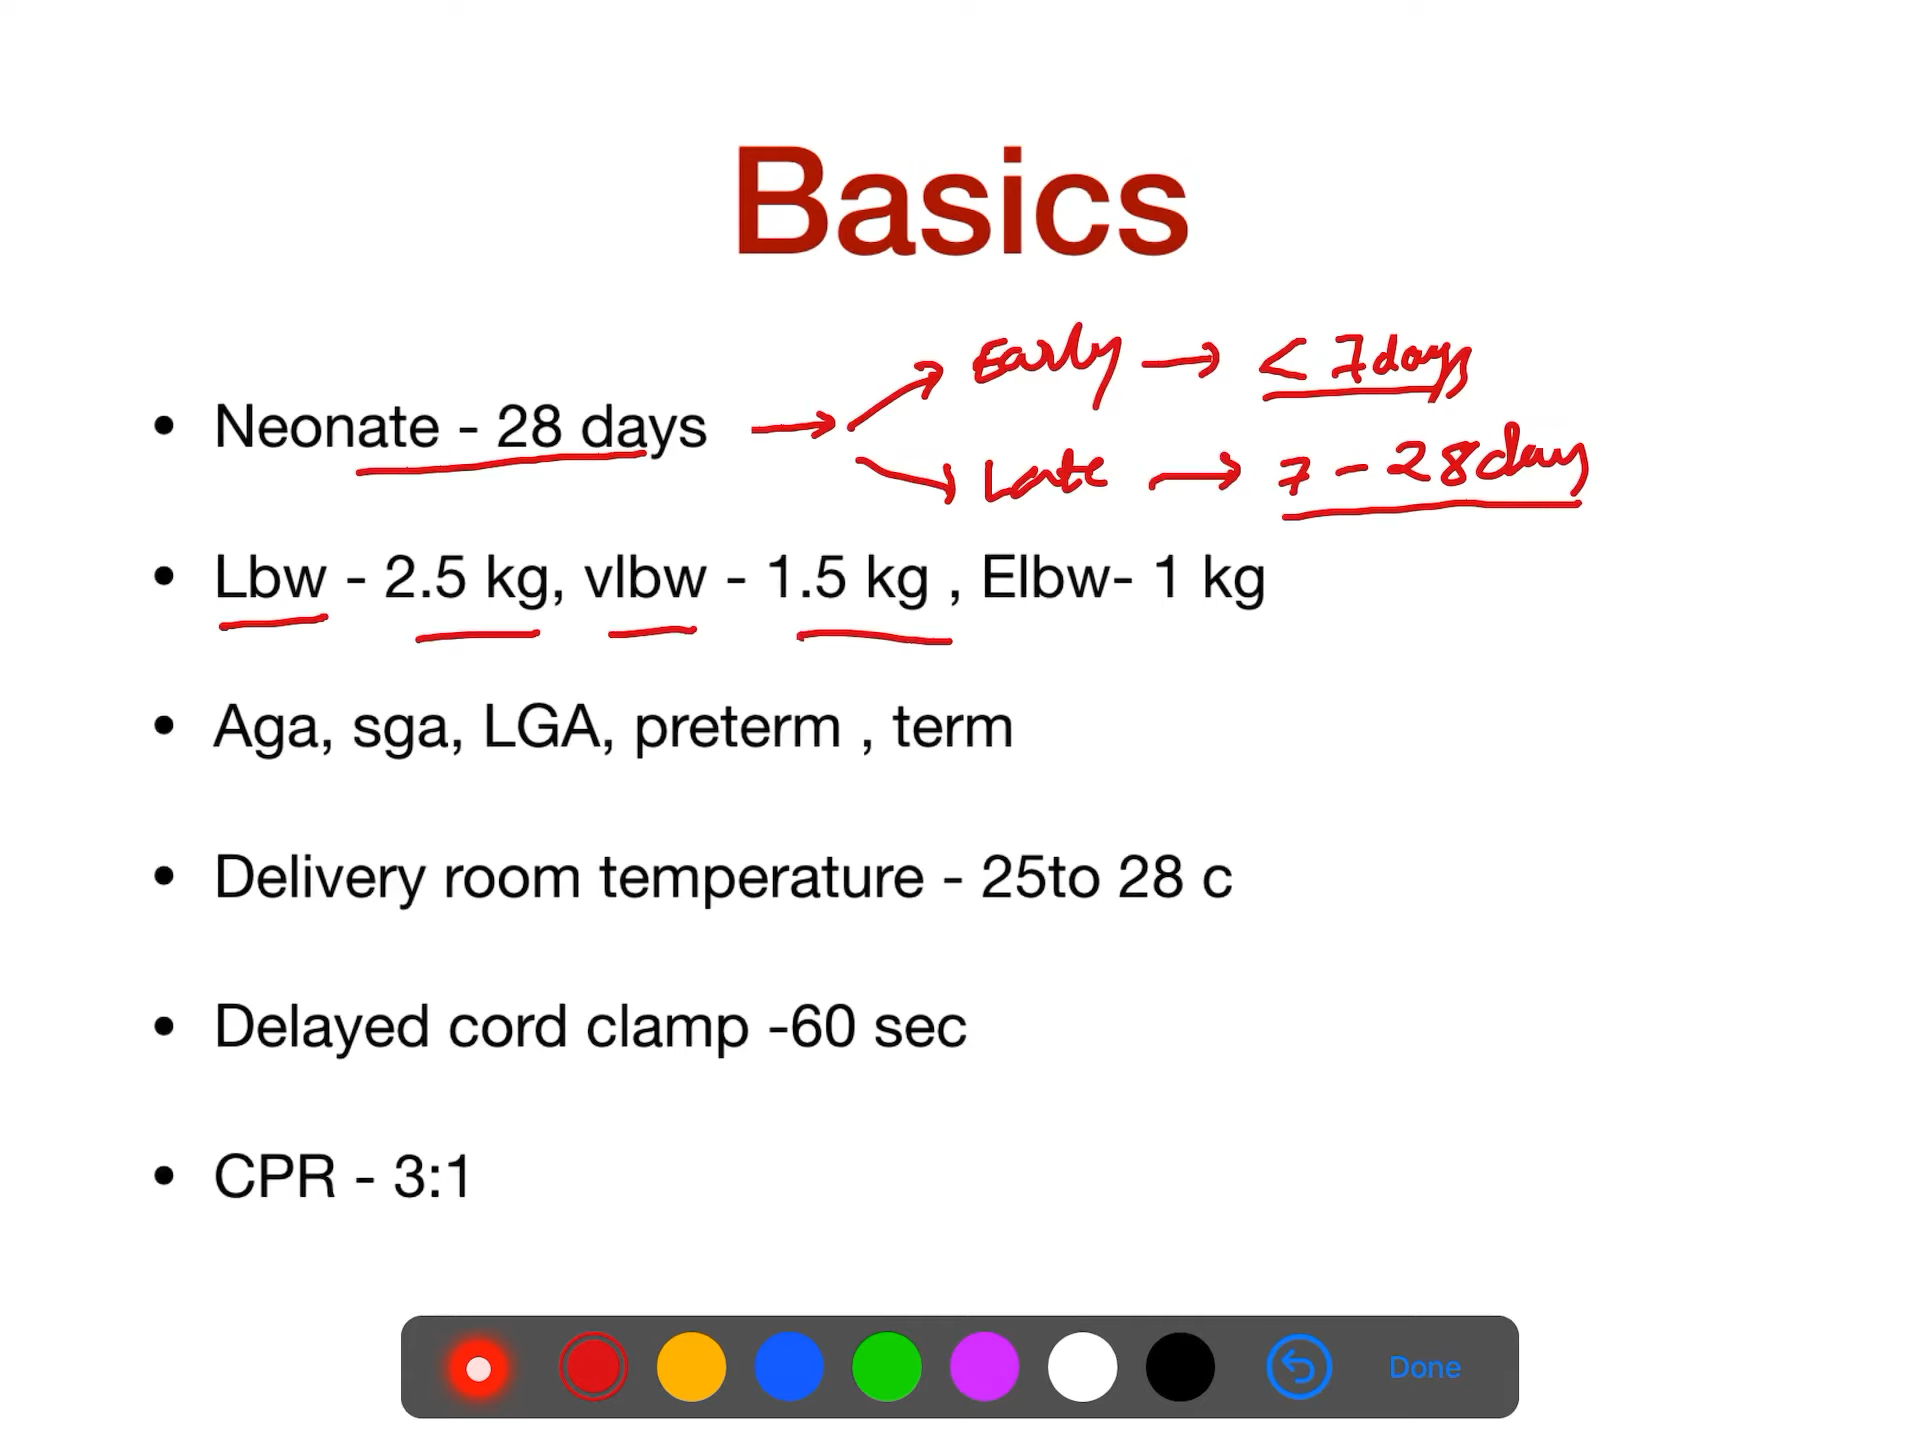 Basics
Early → < 7days
• Neonate - 28 days →
Late → 7 - 28days
• Lbw - 2.5 kg, vlbw - 1.5 kg , Elbw- 1 kg
• Aga, sga, LGA, preterm , term
• Delivery room temperature - 25to 28 c
• Delayed cord clamp -60 sec
• CPR - 3:1
Done